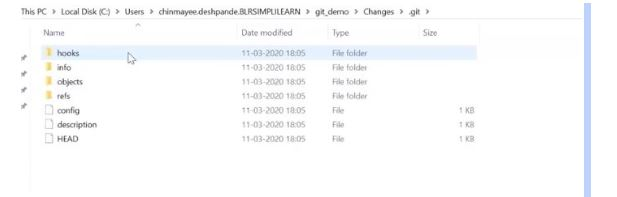 This PC > Local Disk (C:) > Users > chinmayee.deshpande.BLRSIMPLILEARN > git_demo > Changes > .git >
Name Date modified Type Size
hooks 11-03-2020 18:05 File folder
info 11-03-2020 18:05 File folder
objects 11-03-2020 18:05 File folder
refs 11-03-2020 18:05 File folder
config 11-03-2020 18:05 File 1 KB
description 11-03-2020 18:05 File 1 KB
HEAD 11-03-2020 18:05 File 1 KB